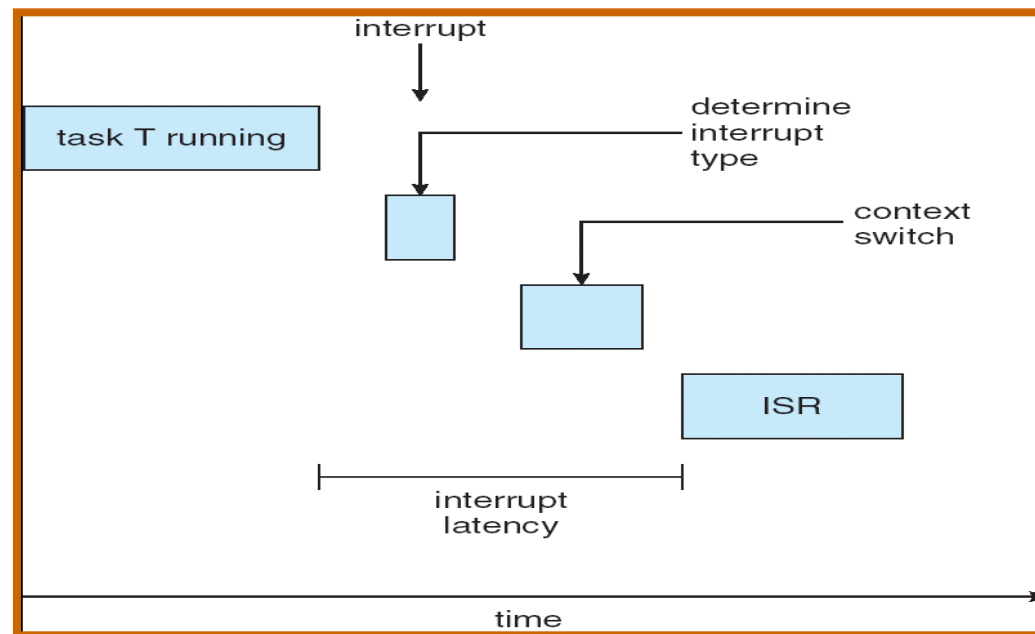 interrupt
task T running
determine
interrupt
type
context
switch
ISR
interrupt
latency
time